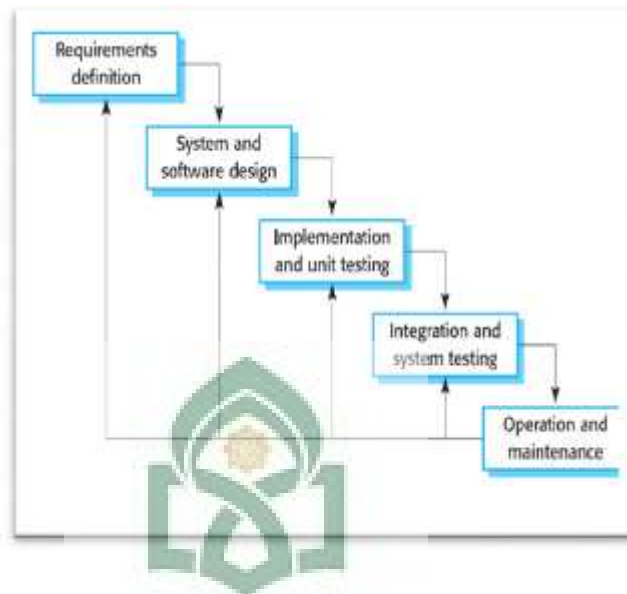 Requirements
definition
System and
software design
Implementation
and unit testing
Integration and
system testing
Operation and
maintenance